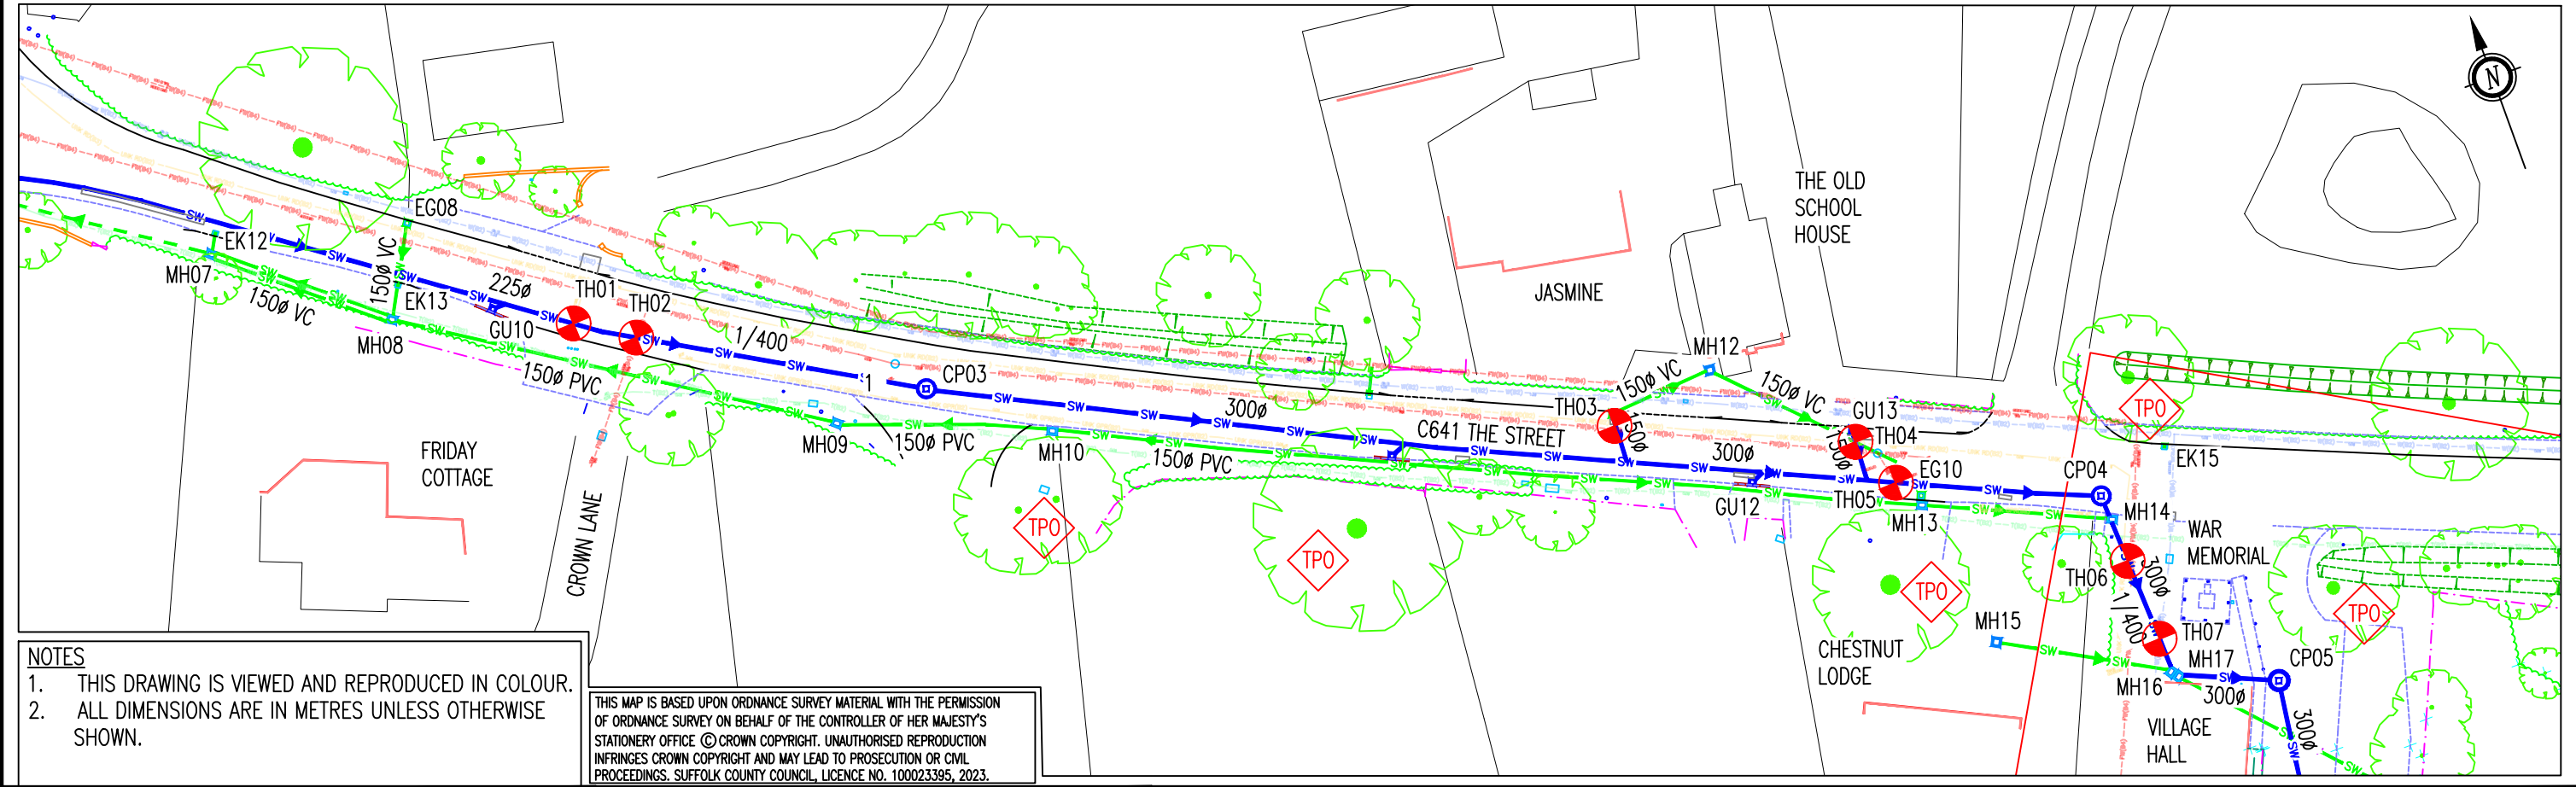 N
EG08
EK12
MH07
150ø VC
150ø VC
EK13
MH08
225ø
GU10
TH01
TH02
1/400
150ø PVC
CP03
MH09
150ø PVC
MH10
300ø
150ø PVC
C641 THE STREET
FRIDAY
COTTAGE
CROWN LANE
JASMINE
THE OLD
SCHOOL
HOUSE
MH12
150ø VC
150ø VC
TH03
150ø
300ø
GU12
GU13
TH04
150ø
EG10
TH05
MH13
CP04
MH14
EK15
WAR
MEMORIAL
TPO
TPO
TPO
TPO
TPO
TH06
300ø
1/400
TH07
MH15
MH17
MH16
CP05
300ø
300ø
CHESTNUT
LODGE
VILLAGE
HALL
SW
NOTES
1. THIS DRAWING IS VIEWED AND REPRODUCED IN COLOUR.
2. ALL DIMENSIONS ARE IN METRES UNLESS OTHERWISE
SHOWN.
THIS MAP IS BASED UPON ORDNANCE SURVEY MATERIAL WITH THE PERMISSION
OF ORDNANCE SURVEY ON BEHALF OF THE CONTROLLER OF HER MAJESTY'S
STATIONERY OFFICE © CROWN COPYRIGHT. UNAUTHORISED REPRODUCTION
INFRINGES CROWN COPYRIGHT AND MAY LEAD TO PROSECUTION OR CIVIL
PROCEEDINGS. SUFFOLK COUNTY COUNCIL, LICENCE NO. 100023395, 2023.